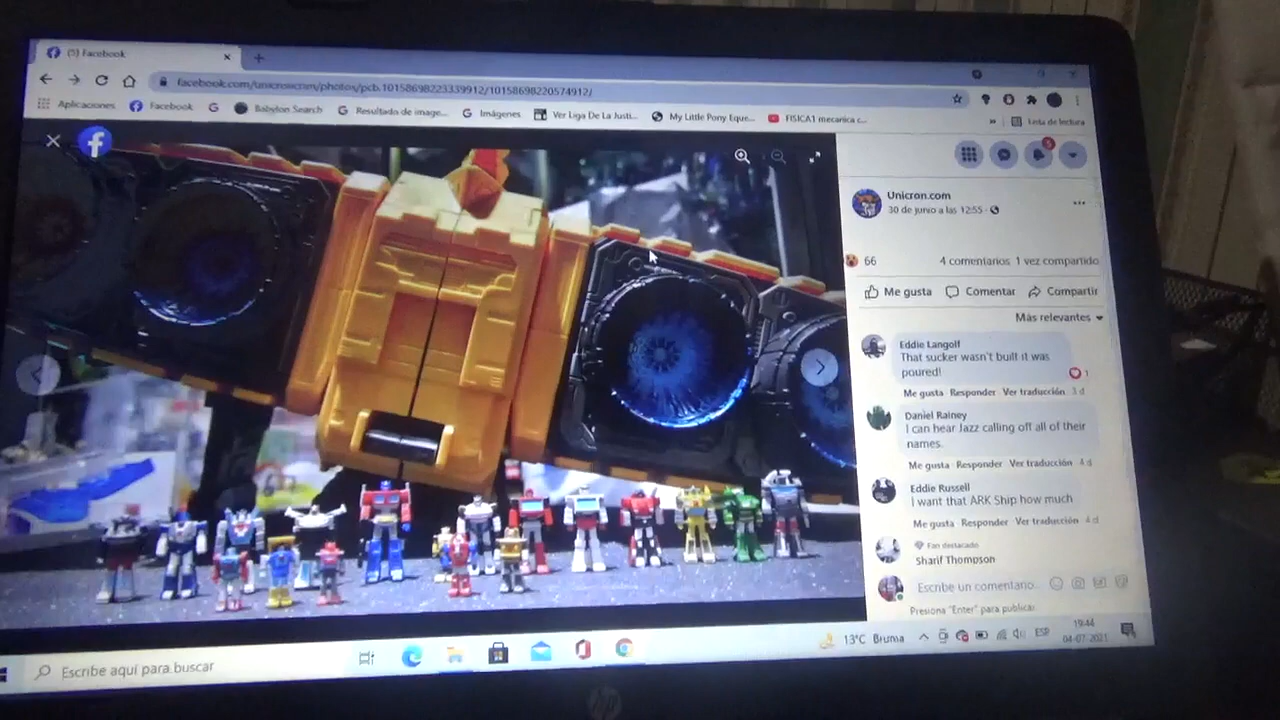 (5) Facebook
facebook.com/unicroncom/photos/pcb.10158698223339912/10158698220574912/
Aplicaciones Facebook Babylon Search Resultado de image... Imágenes Ver Liga De La Justi... My Little Pony Eque... FISICA1 mecanica c... » Lista de lectura
5
Unicron.com
30 de junio a las 12:55
66 4 comentarios 1 vez compartido
Me gusta Comentar Compartir
Más relevantes
Eddie Langolf
That sucker wasn't built it was
poured!
1
Me gusta Responder Ver traducción 3 d
Daniel Rainey
I can hear Jazz calling off all of their
names.
Me gusta Responder Ver traducción 4 d
Eddie Russell
I want that ARK Ship how much
Me gusta Responder Ver traducción 4 d
Fan destacado
Sharif Thompson
Escribe un comentario...
Presiona "Enter" para publicar.
Escribe aquí para buscar
13°C Bruma
ESP
19:46
04-07-2021
hp